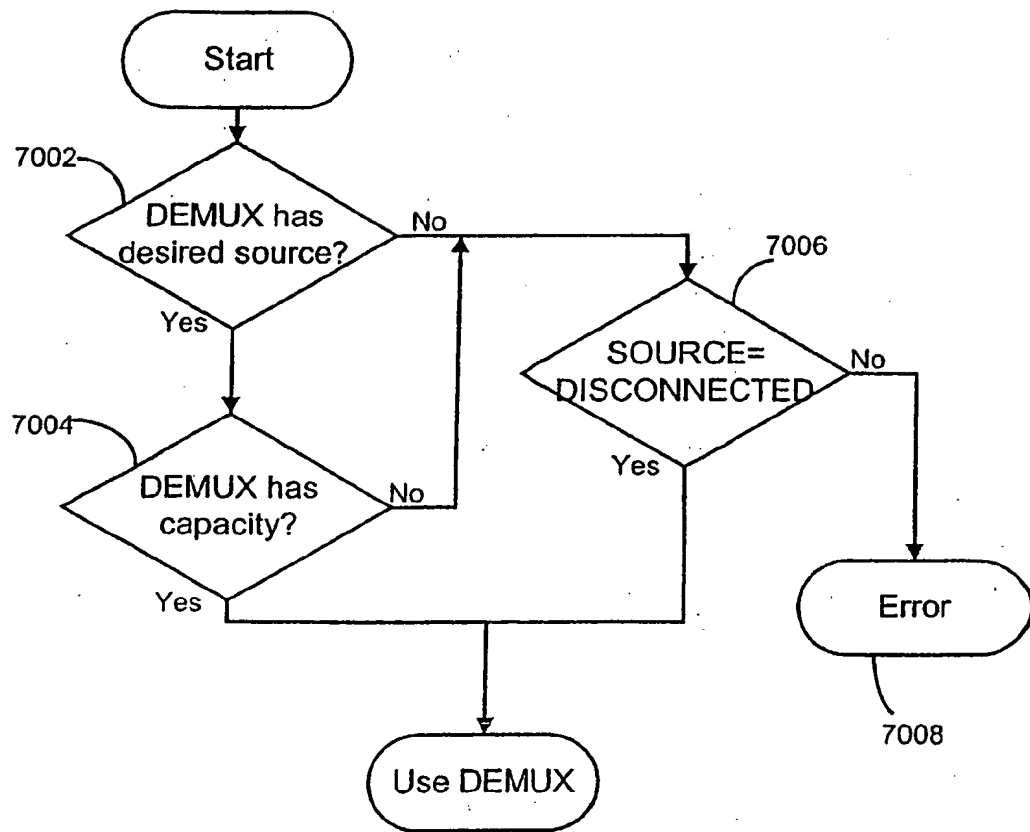 Start
7002
DEMUX has
desired source?
No
Yes
7006
SOURCE=
DISCONNECTED
No
Yes
7004
DEMUX has
capacity?
No
Yes
Error
7008
Use DEMUX